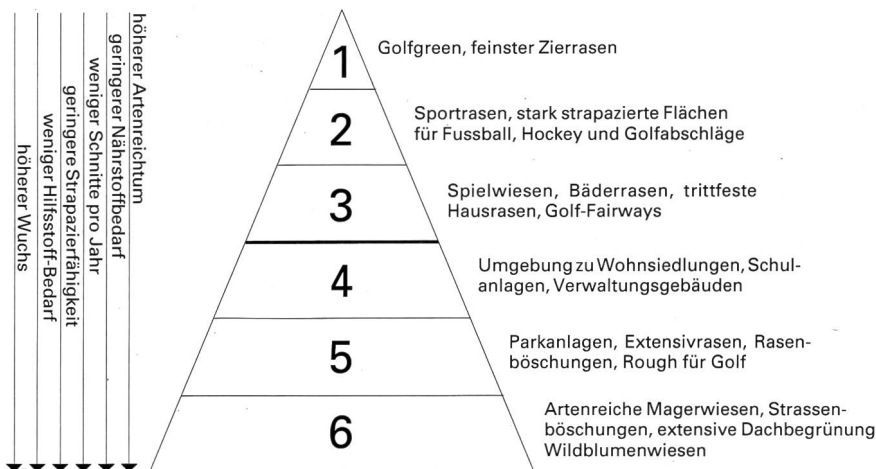 höherer Artenreichtum
geringerer Nährstoffbedarf
weniger Schnitte pro Jahr
geringere Strapazierfähigkeit
weniger Hilfsstoff-Bedarf
höherer Wuchs
1
Golfgreen, feinster Zierrasen
2
Sportrasen, stark strapazierte Flächen
für Fussball, Hockey und Golfabschläge
3
Spielwiesen, Bäderrasen, trittfeste
Hausrasen, Golf-Fairways
4
Umgebung zu Wohnsiedlungen, Schul-
anlagen, Verwaltungsgebäuden
5
Parkanlagen, Extensivrasen, Rasen-
böschungen, Rough für Golf
6
Artenreiche Magerwiesen, Strassen-
böschungen, extensive Dachbegrünung
Wildblumenwiesen